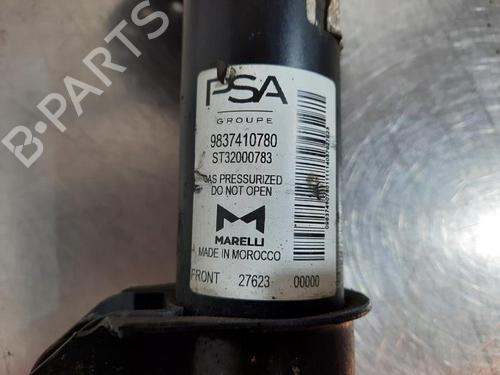 PSA
GROUPE
9837410780
ST32000783
GAS PRESSURIZED
DO NOT OPEN
MARELLI
MADE IN MOROCCO
FRONT 27623 00000
B-PARTS